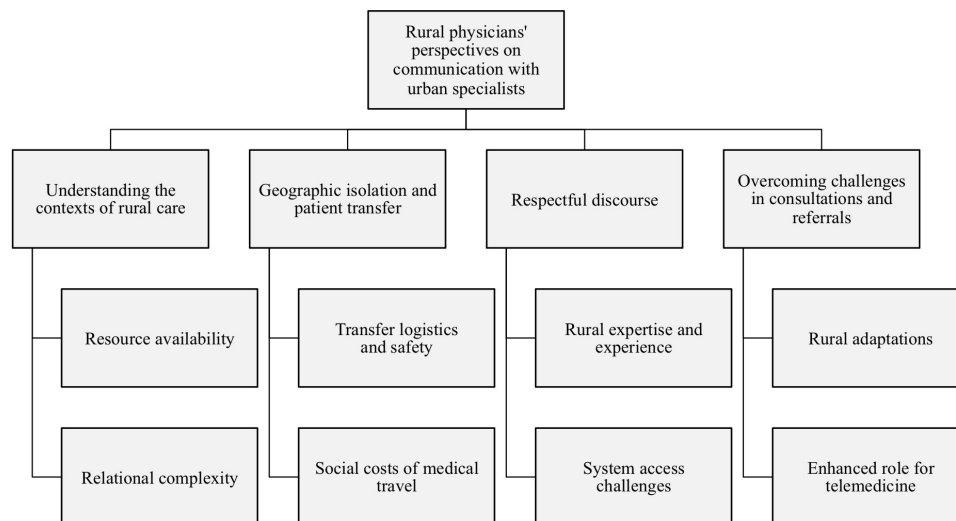 Rural physicians'
perspectives on
communication with
urban specialists
Understanding the
contexts of rural care
Geographic isolation and
patient transfer
Respectful discourse
Overcoming challenges
in consultations and
referrals
Resource availability
Transfer logistics
and safety
Rural expertise and
experience
Rural adaptations
Relational complexity
Social costs of medical
travel
System access
challenges
Enhanced role for
telemedicine